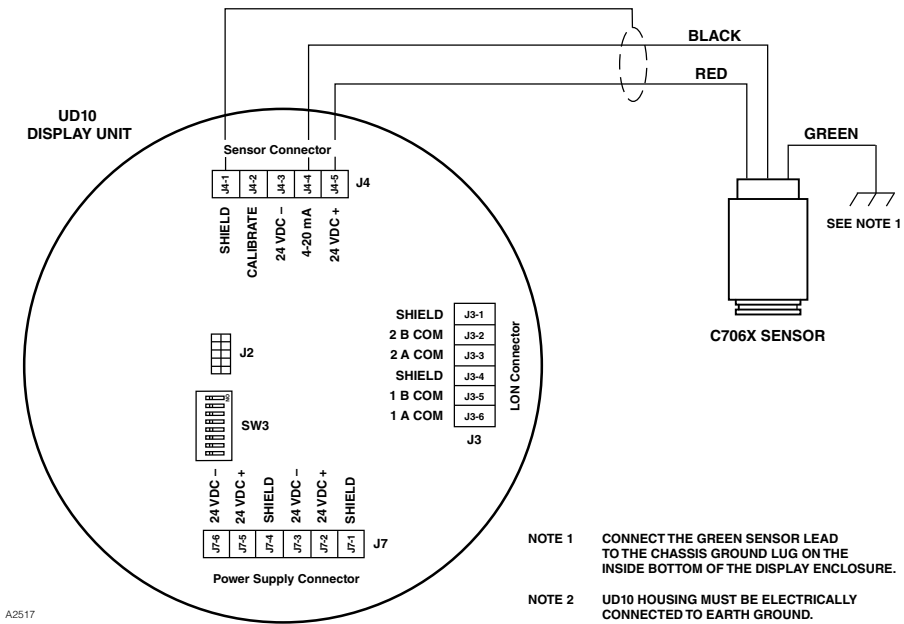 BLACK
RED
UD10
DISPLAY UNIT
GREEN
Sensor Connector
J4-1
J4-2
J4-3
J4-4
J4-5
J4
SHIELD
CALIBRATE
24 VDC –
4-20 mA
24 VDC +
SEE NOTE 1
C706X SENSOR
SHIELD J3-1
2 B COM J3-2
2 A COM J3-3
SHIELD J3-4
1 B COM J3-5
1 A COM J3-6
LON Connector
J3
J2
SW3
ON
24 VDC –
24 VDC +
SHIELD
24 VDC –
24 VDC +
SHIELD
J7-6
J7-5
J7-4
J7-3
J7-2
J7-1
J7
Power Supply Connector
NOTE 1 CONNECT THE GREEN SENSOR LEAD
TO THE CHASSIS GROUND LUG ON THE
INSIDE BOTTOM OF THE DISPLAY ENCLOSURE.
NOTE 2 UD10 HOUSING MUST BE ELECTRICALLY
CONNECTED TO EARTH GROUND.
A2517